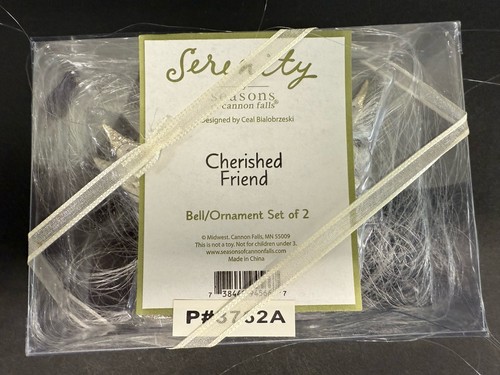 Serenity
seasons
cannon falls®
Designed by Ceal Bialobrzeski
Cherished
Friend
Bell/Ornament Set of 2
© Midwest, Cannon Falls, MN 55009
This is not a toy. Not for children under 3.
www.seasonsofcannonfalls.com
Made in China
P#3762A